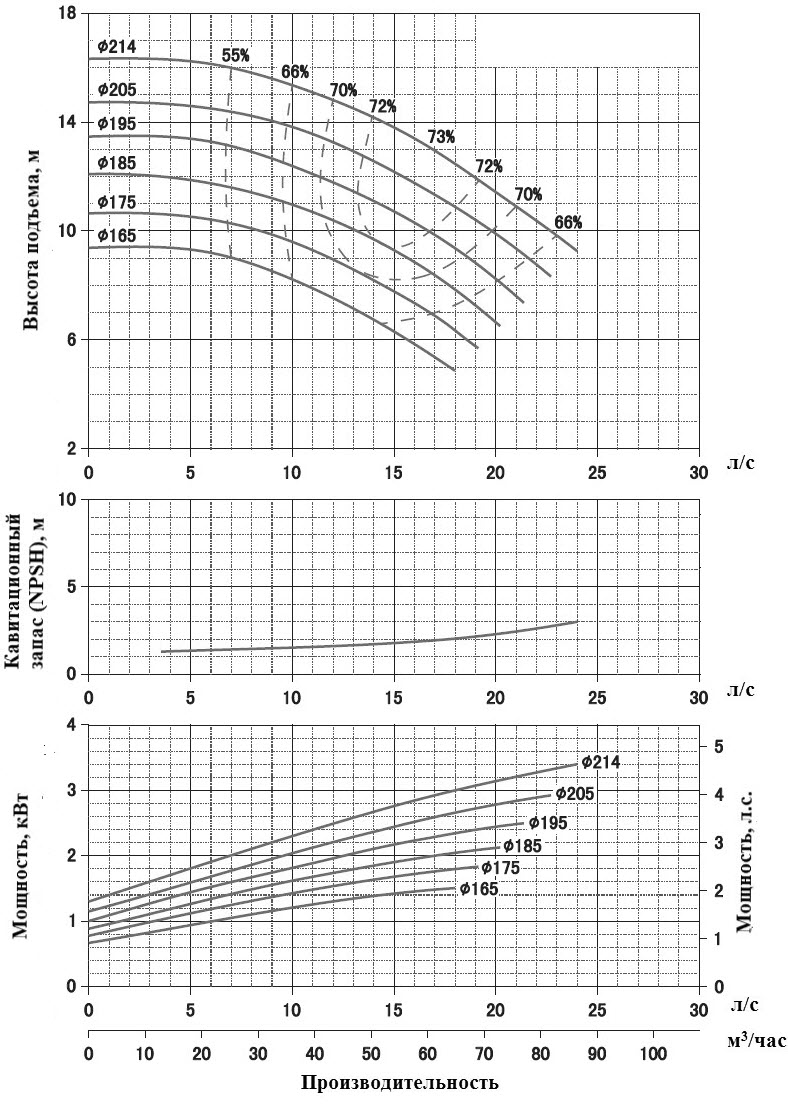 18
14
10
6
2
Высота подъема, м
ϕ214
ϕ205
ϕ195
ϕ185
ϕ175
ϕ165
55%
66%
70%
72%
73%
72%
70%
66%
0 5 10 15 20 25 30 л/с
10
5
0
Кавитационный
запас (NPSH), м
0 5 10 15 20 25 30 л/с
4
3
2
1
0
Мощность, кВт
ϕ214
ϕ205
ϕ195
ϕ185
ϕ175
ϕ165
5
4
3
2
1
0
Мощность, л.с.
0 5 10 15 20 25 30 л/с
0 10 20 30 40 50 60 70 80 90 100 м³/час
Производительность